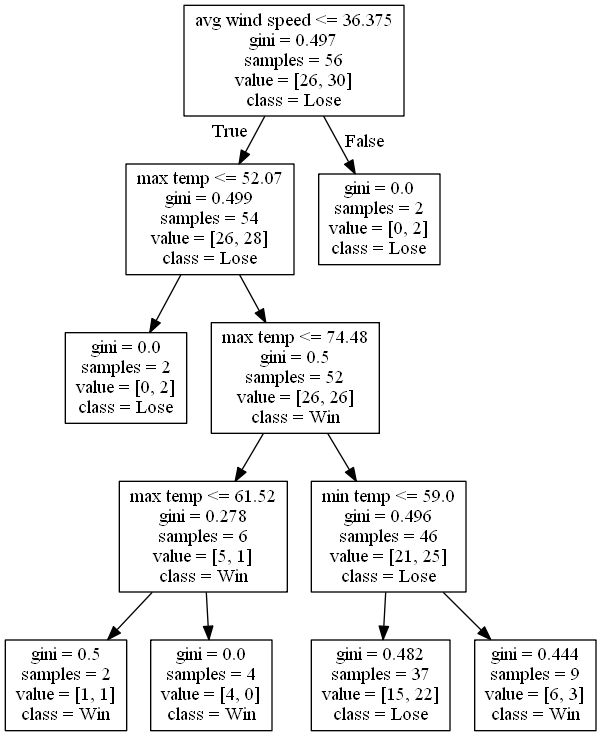 avg wind speed <= 36.375
gini = 0.497
samples = 56
value = [26, 30]
class = Lose
True
False
max temp <= 52.07
gini = 0.499
samples = 54
value = [26, 28]
class = Lose
gini = 0.0
samples = 2
value = [0, 2]
class = Lose
gini = 0.0
samples = 2
value = [0, 2]
class = Lose
max temp <= 74.48
gini = 0.5
samples = 52
value = [26, 26]
class = Win
max temp <= 61.52
gini = 0.278
samples = 6
value = [5, 1]
class = Win
min temp <= 59.0
gini = 0.496
samples = 46
value = [21, 25]
class = Lose
gini = 0.5
samples = 2
value = [1, 1]
class = Win
gini = 0.0
samples = 4
value = [4, 0]
class = Win
gini = 0.482
samples = 37
value = [15, 22]
class = Lose
gini = 0.444
samples = 9
value = [6, 3]
class = Win